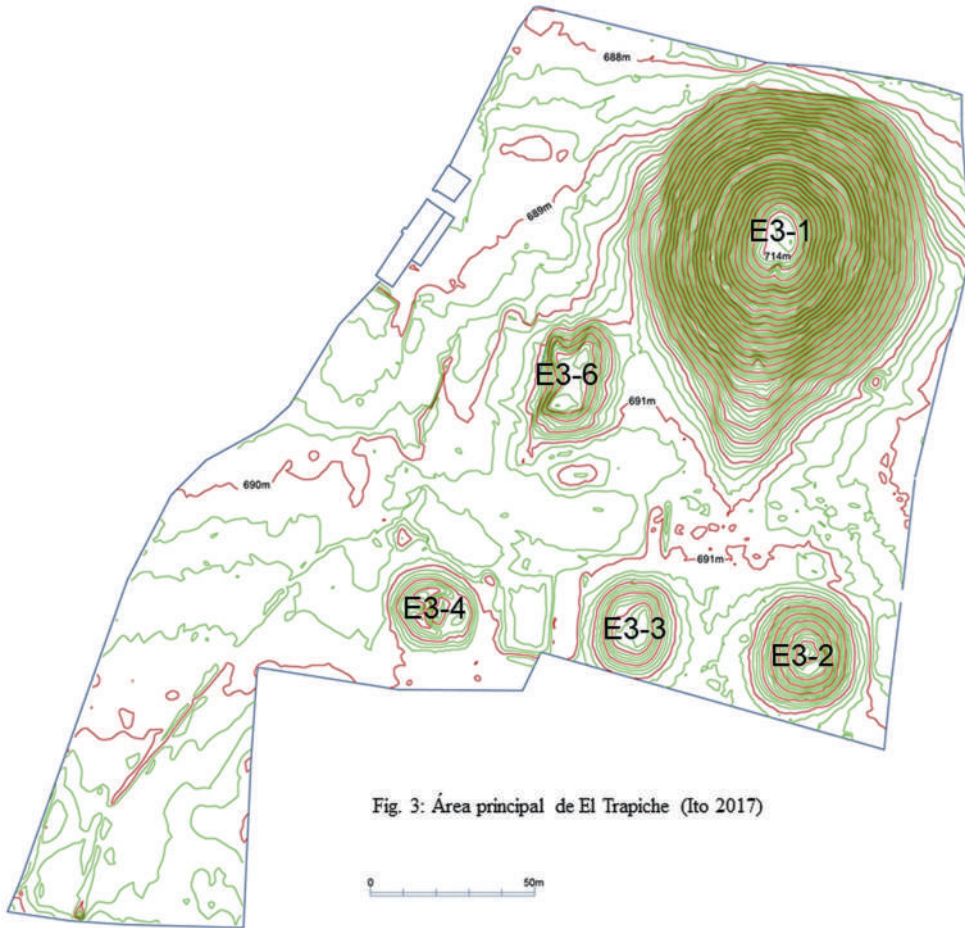 688m
689m
E3-1
714m
E3-6
691m
690m
691m
E3-4
E3-3
E3-2
Fig. 3: Área principal de El Trapiche (Ito 2017)
0 50m